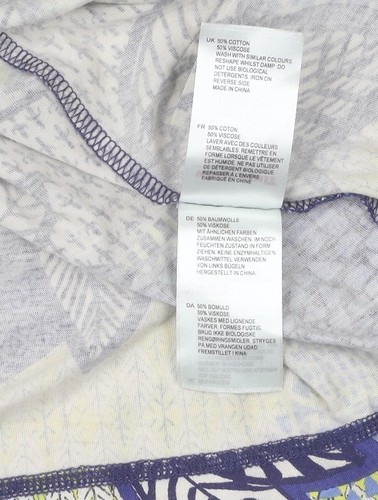 UK 50% COTTON
50% VISCOSE
WASH WITH SIMILAR COLOURS
RESHAPE WHILST DAMP DO
NOT USE BIOLOGICAL
DETERGENTS. IRON ON
REVERSE SIDE
MADE IN CHINA
FR 50% COTON
50% VISCOSE
LAVER AVEC DES COULEURS
SEMBLABLES. REMETTRE EN
FORME LORSQUE LE VÊTEMENT
EST HUMIDE. NE PAS UTILISER
DE DÉTERGENT BIOLOGIQUE
REPASSER À L'ENVERS
FABRIQUÉ EN CHINE
DE 50% BAUMWOLLE
50% VISKOSE
MIT ÄHNLICHEN FARBEN
ZUSAMMEN WASCHEN. IM NOCH
FEUCHTEN ZUSTAND IN FORM
ZIEHEN. KEINE ENZYMHALTIGEN
WASCHMITTEL VERWENDEN
VON LINKS BÜGELN
HERGESTELLT IN CHINA
DA 50% BOMULD
50% VISKOSE
VASKES MED LIGNENDE
FARVER. FORMES FUGTIG.
BRUG IKKE BIOLOGISKE
RENGØRINGSMIDLER. STRYGES
PÅ MED VRANGEN UDAD
FREMSTILLET I KINA